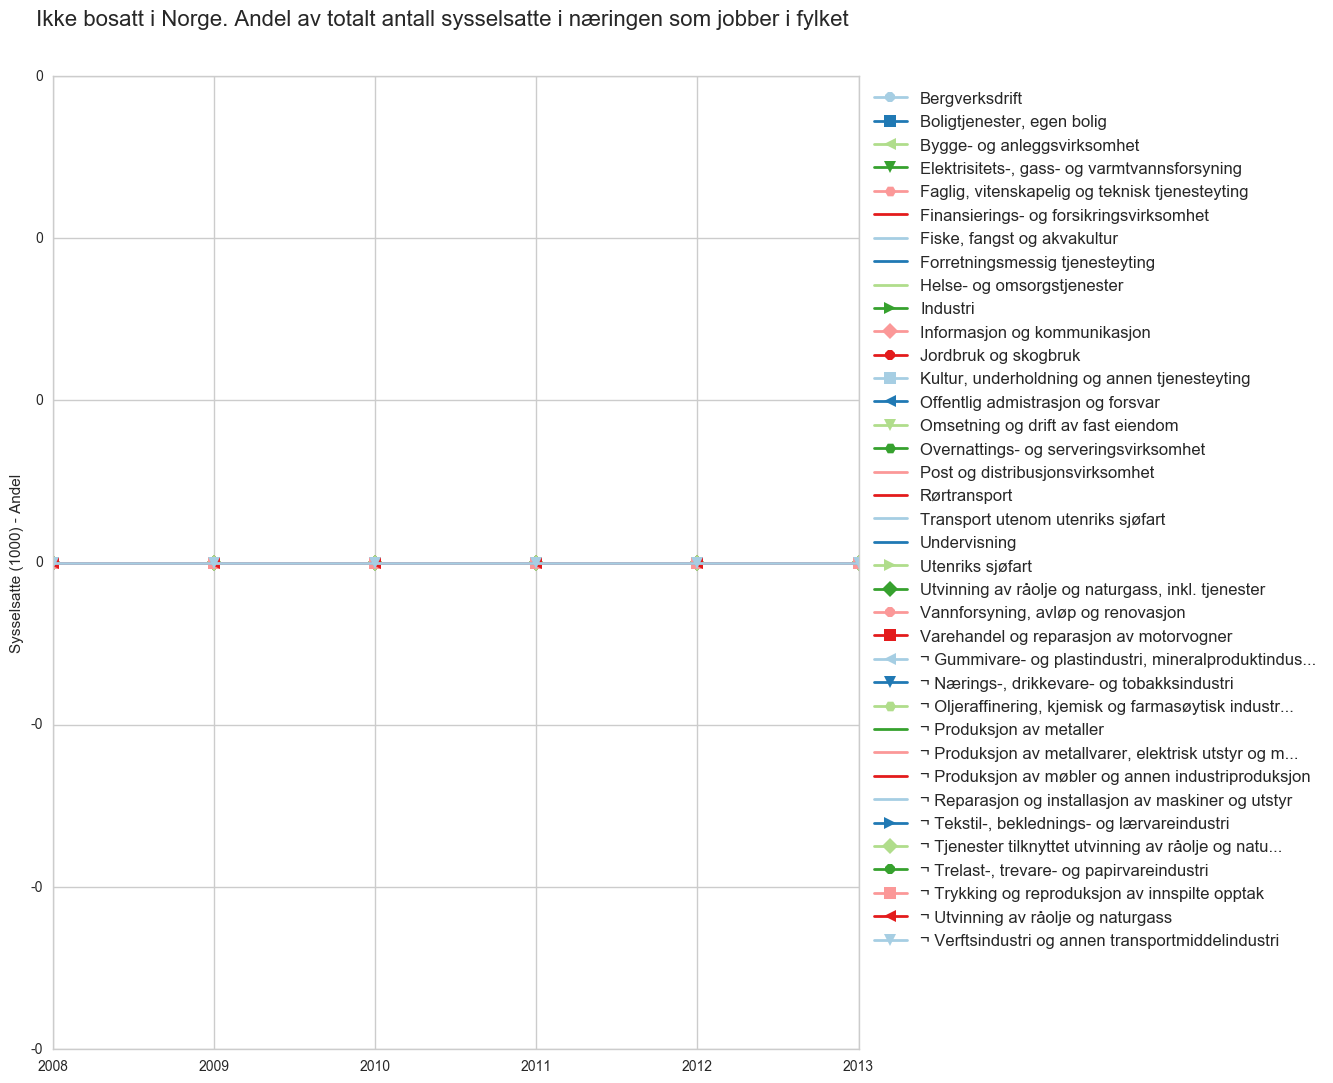 Ikke bosatt i Norge. Andel av totalt antall sysselsatte i næringen som jobber i fylket
0
0
0
0
-0
-0
-0
Sysselsatte (1000) - Andel
2008
2009
2010
2011
2012
2013
Bergverksdrift
Boligtjenester, egen bolig
Bygge- og anleggsvirksomhet
Elektrisitets-, gass- og varmtvannsforsyning
Faglig, vitenskapelig og teknisk tjenesteyting
Finansierings- og forsikringsvirksomhet
Fiske, fangst og akvakultur
Forretningsmessig tjenesteyting
Helse- og omsorgstjenester
Industri
Informasjon og kommunikasjon
Jordbruk og skogbruk
Kultur, underholdning og annen tjenesteyting
Offentlig admistrasjon og forsvar
Omsetning og drift av fast eiendom
Overnattings- og serveringsvirksomhet
Post og distribusjonsvirksomhet
Rørtransport
Transport utenom utenriks sjøfart
Undervisning
Utenriks sjøfart
Utvinning av råolje og naturgass, inkl. tjenester
Vannforsyning, avløp og renovasjon
Varehandel og reparasjon av motorvogner
¬ Gummivare- og plastindustri, mineralproduktindus...
¬ Nærings-, drikkevare- og tobakksindustri
¬ Oljeraffinering, kjemisk og farmasøytisk industr...
¬ Produksjon av metaller
¬ Produksjon av metallvarer, elektrisk utstyr og m...
¬ Produksjon av møbler og annen industriproduksjon
¬ Reparasjon og installasjon av maskiner og utstyr
¬ Tekstil-, beklednings- og lærvareindustri
¬ Tjenester tilknyttet utvinning av råolje og natu...
¬ Trelast-, trevare- og papirvareindustri
¬ Trykking og reproduksjon av innspilte opptak
¬ Utvinning av råolje og naturgass
¬ Verftsindustri og annen transportmiddelindustri